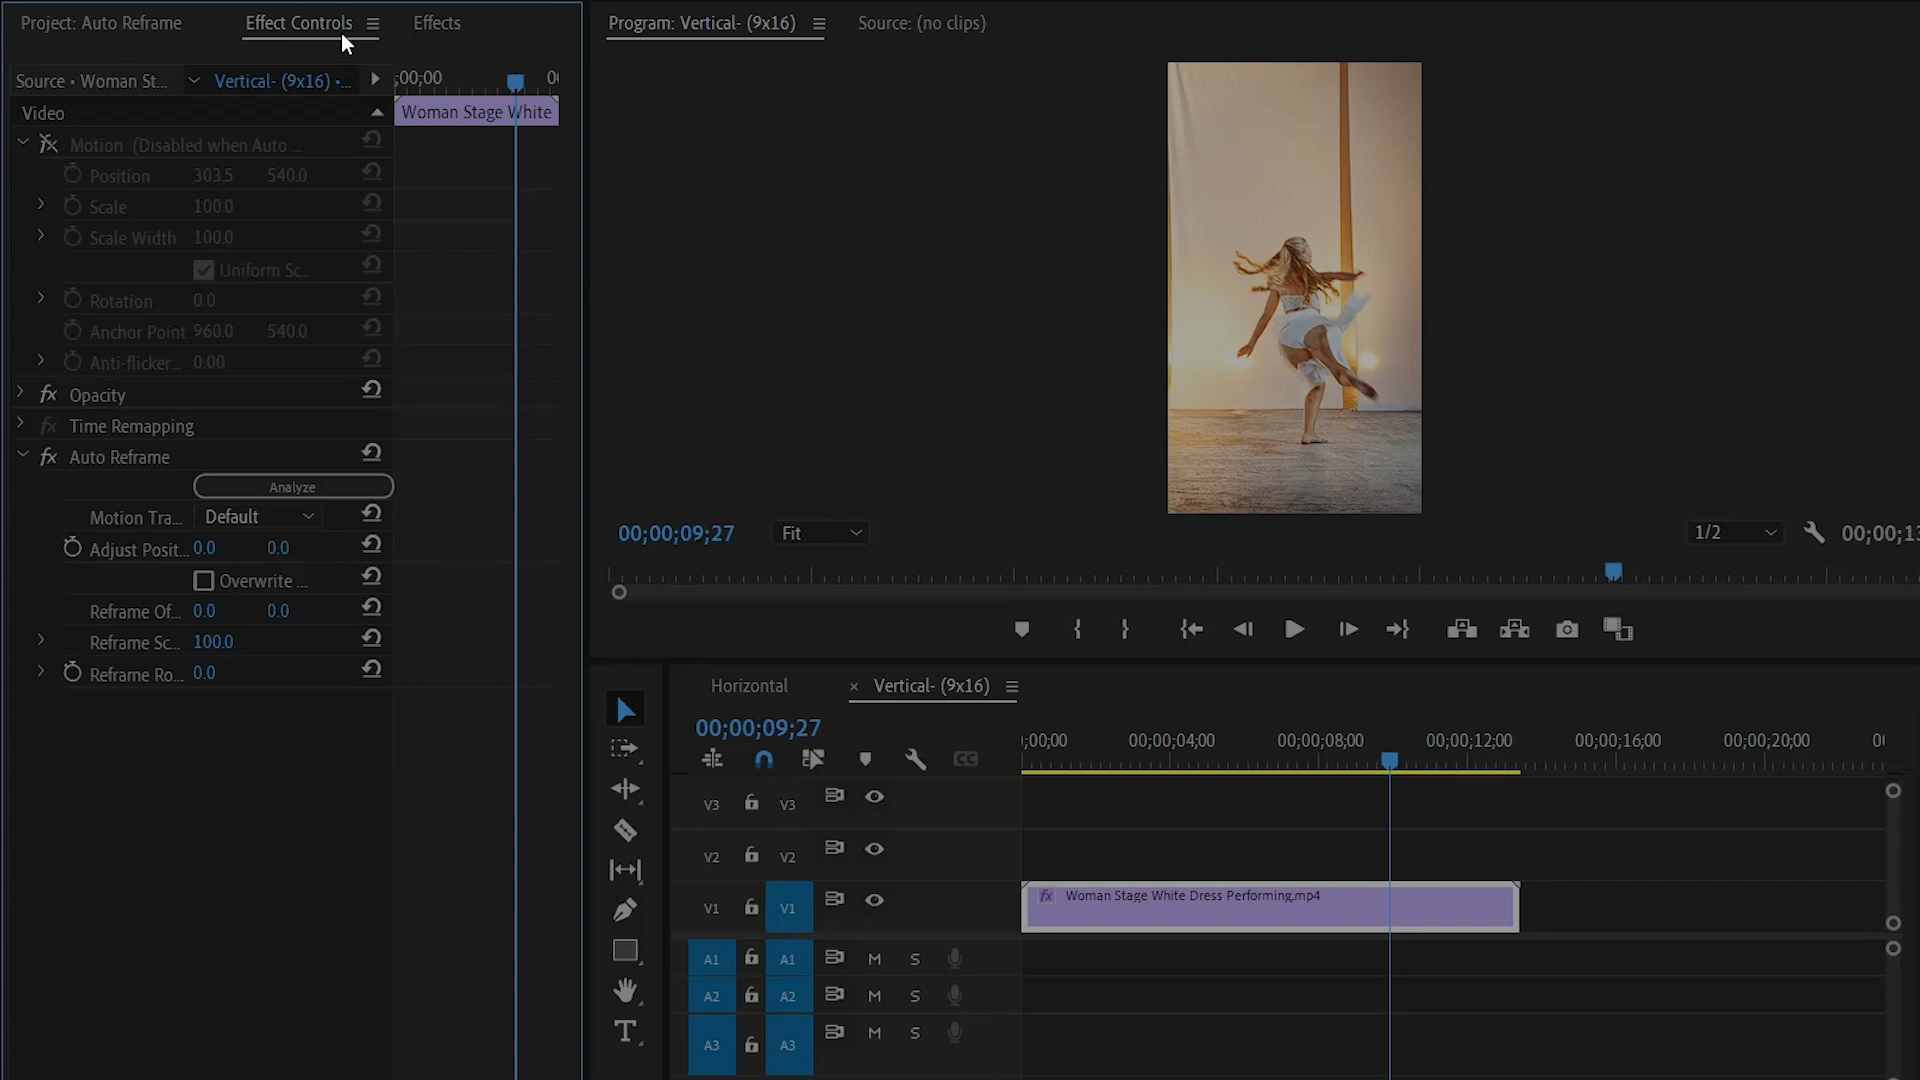 Project: Auto Reframe
Effect Controls
Effects
Source • Woman St...
Vertical- (9x16) •...
;00;00
Woman Stage White
Video
Motion (Disabled when Auto ...
Position 303.5 540.0
Scale 100.0
Scale Width 100.0
Uniform Sc...
Rotation 0.0
Anchor Point 960.0 540.0
Anti-flicker... 0.00
fx Opacity
fx Time Remapping
fx Auto Reframe
Analyze
Motion Tra... Default
Adjust Posit... 0.0 0.0
Overwrite ...
Reframe Of... 0.0 0.0
Reframe Sc... 100.0
Reframe Ro... 0.0
Program: Vertical- (9x16)
Source: (no clips)
00;00;09;27
Fit
1/2
00;00;13
Horizontal
× Vertical- (9x16)
00;00;09;27
;00;00 00;00;04;00 00;00;08;00 00;00;12;00 00;00;16;00 00;00;20;00
CC
V3 V3
V2 V2
V1 V1
fx Woman Stage White Dress Performing.mp4
A1 A1 M S
A2 A2 M S
A3 A3 M S